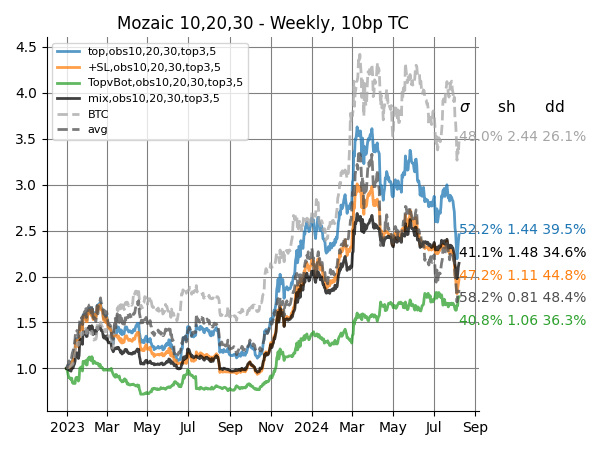 Mozaic 10,20,30 - Weekly, 10bp TC
top,obs10,20,30,top3,5
+SL,obs10,20,30,top3,5
TopvBot,obs10,20,30,top3,5
mix,obs10,20,30,top3,5
BTC
avg
4.5
4.0
3.5
3.0
2.5
2.0
1.5
1.0
σ sh dd
48.0% 2.44 26.1%
52.2% 1.44 39.5%
41.1% 1.48 34.6%
47.2% 1.11 44.8%
58.2% 0.81 48.4%
40.8% 1.06 36.3%
2023 Mar May Jul Sep Nov 2024 Mar May Jul Sep